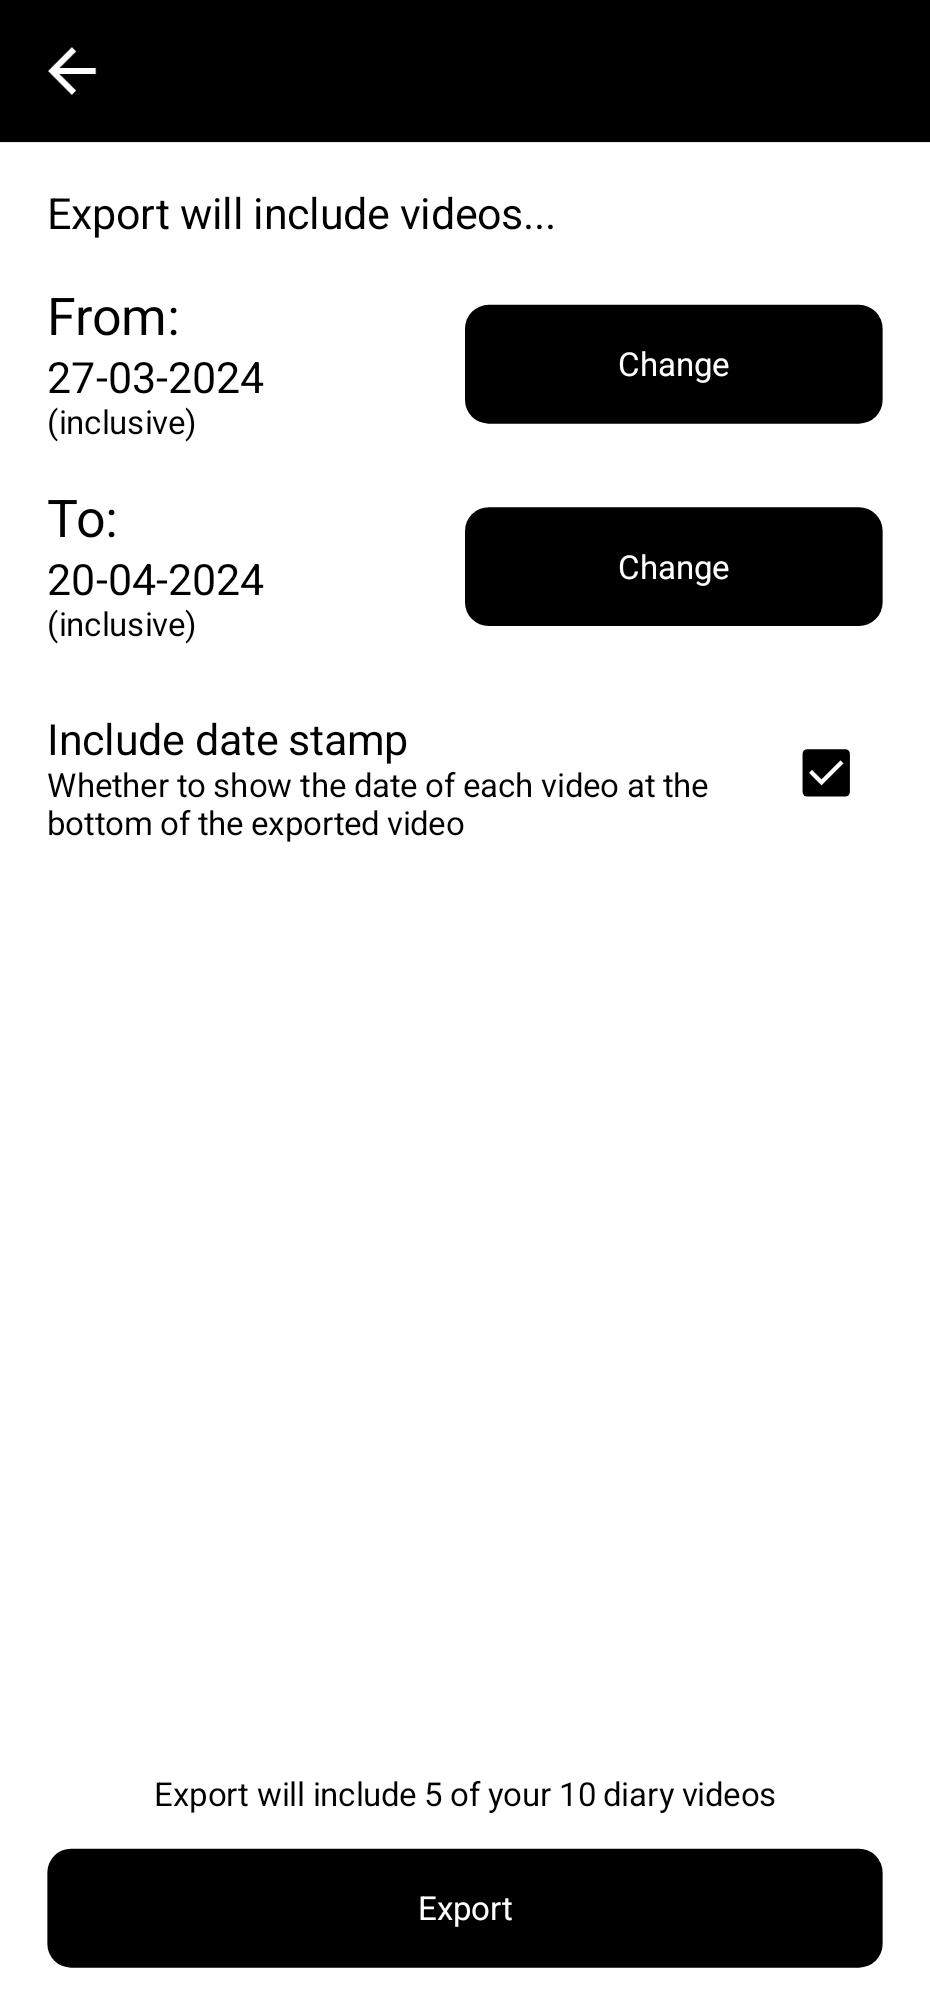 Export will include videos...
From:
27-03-2024
(inclusive)
Change
To:
20-04-2024
(inclusive)
Change
Include date stamp
Whether to show the date of each video at the
bottom of the exported video
Export will include 5 of your 10 diary videos
Export